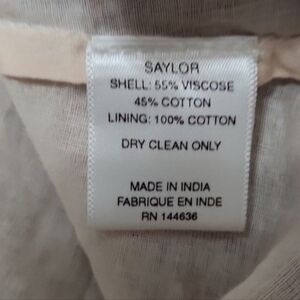 SAYLOR
SHELL: 55% VISCOSE
45% COTTON
LINING: 100% COTTON
DRY CLEAN ONLY
MADE IN INDIA
FABRIQUE EN INDE
RN 144636